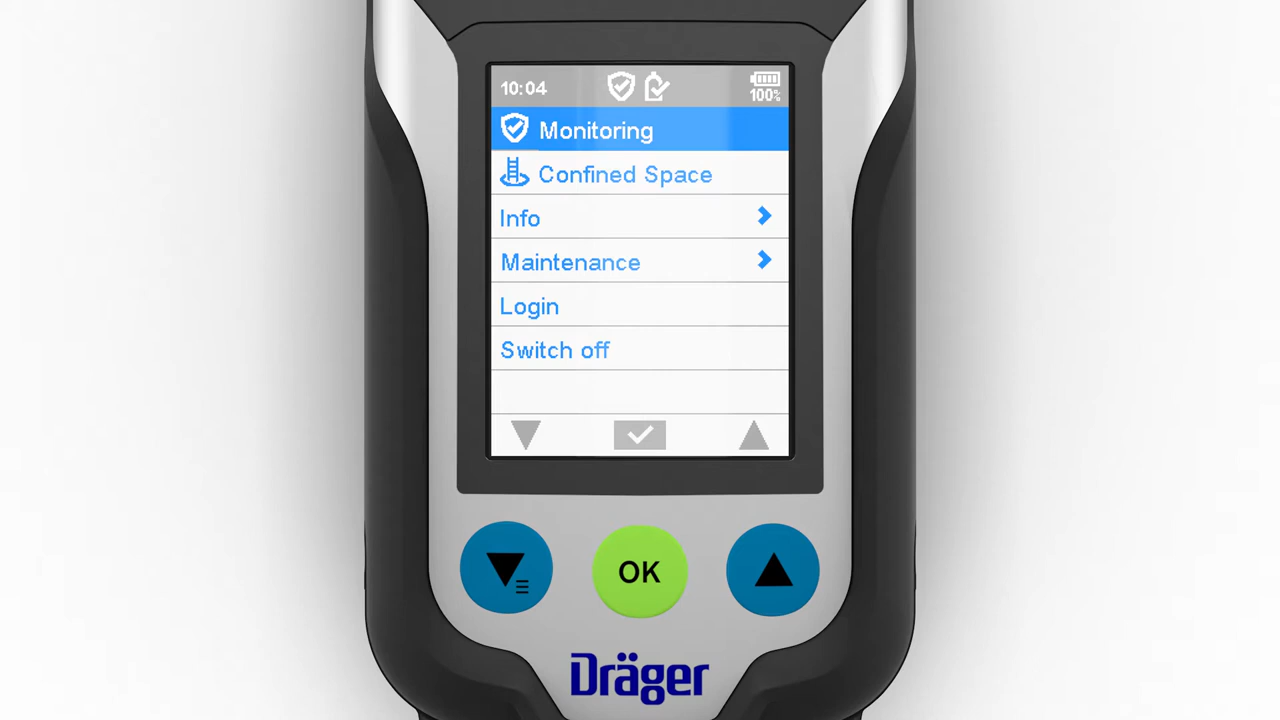 10:04
100%
Monitoring
Confined Space
Info
Maintenance
Login
Switch off
OK
Dräger